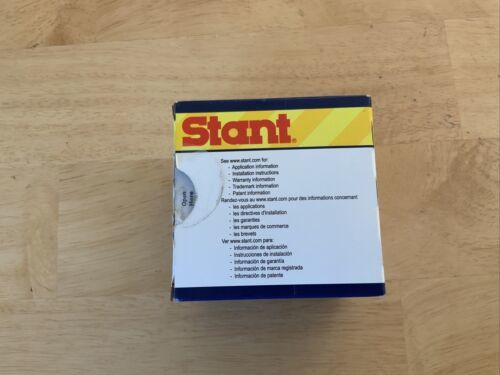 Stant®
See www.stant.com for:
- Application information
- Installation instructions
- Warranty information
- Trademark information
- Patent information
Rendez-vous au www.stant.com pour des informations concernant
- les applications
- les directives d'installation
- les garanties
- les marques de commerce
- les brevets
Ver www.stant.com para:
- Información de aplicación
- Instrucciones de instalación
- Información de garantía
- Información de marca registrada
- Información de patente
Open
Here